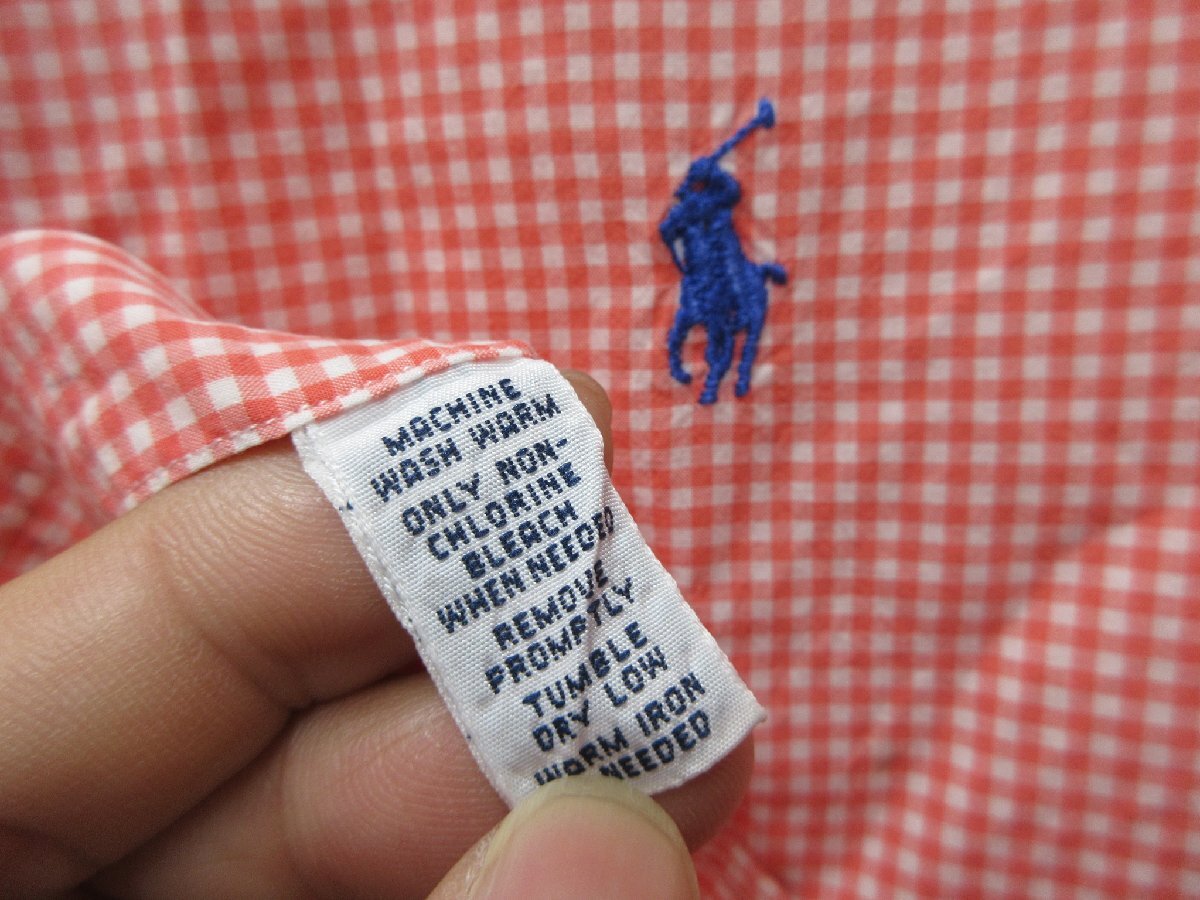 MACHINE
WASH WARM
ONLY NON-
CHLORINE
BLEACH
WHEN NEEDED
REMOVE
PROMPTLY
TUMBLE
DRY LOW
WARM IRON
NEEDED